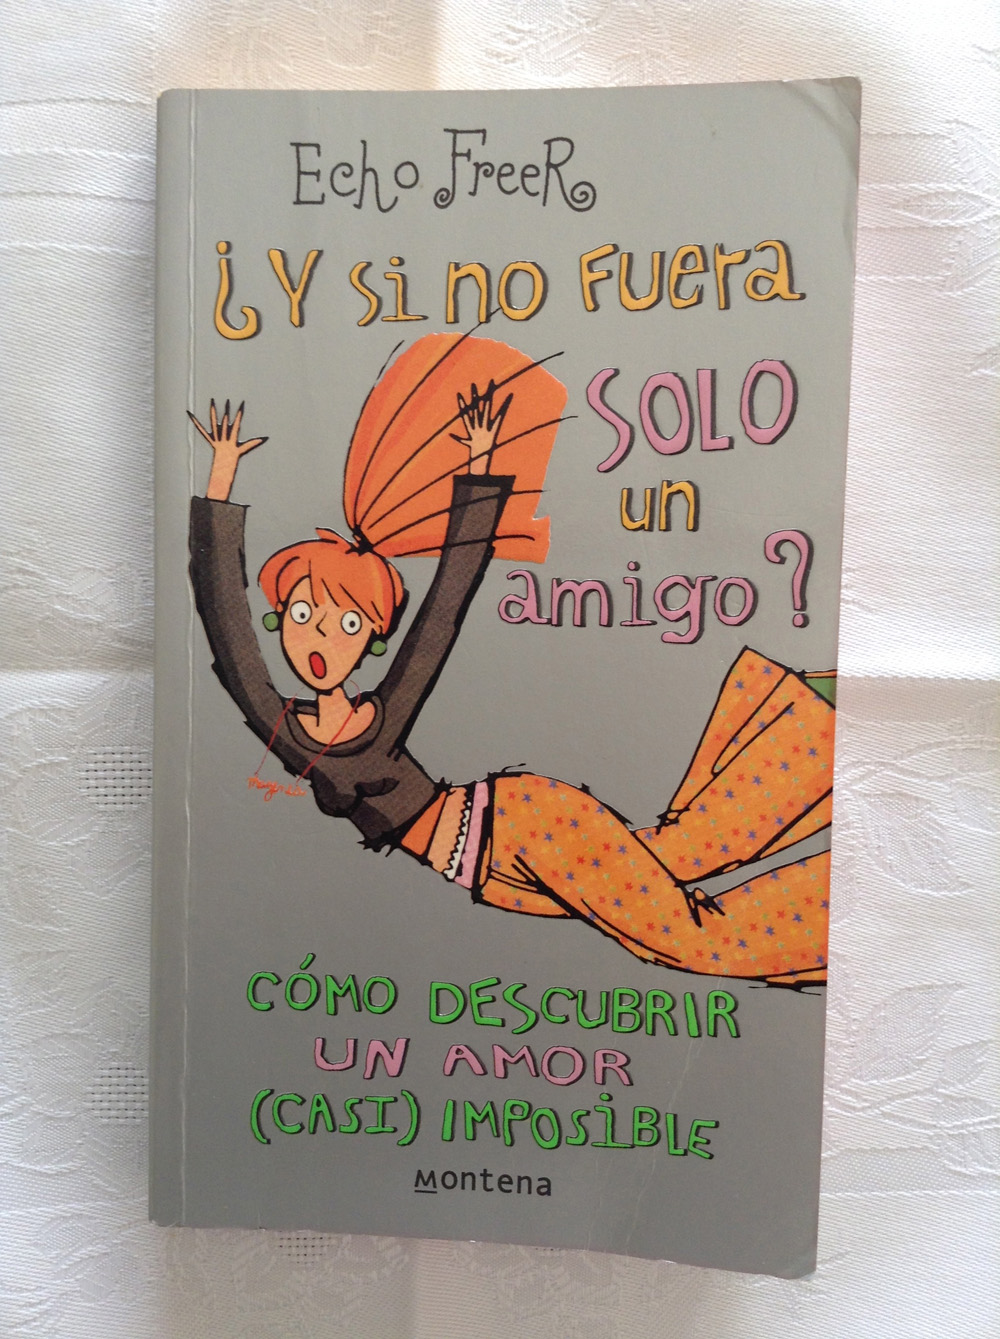 Echo FreeR
¿Y si no fuera
SOLO
un
amigo?
CÓMO DESCUBRIR
UN AMOR
(CASI) IMPOSiBLE
Montena